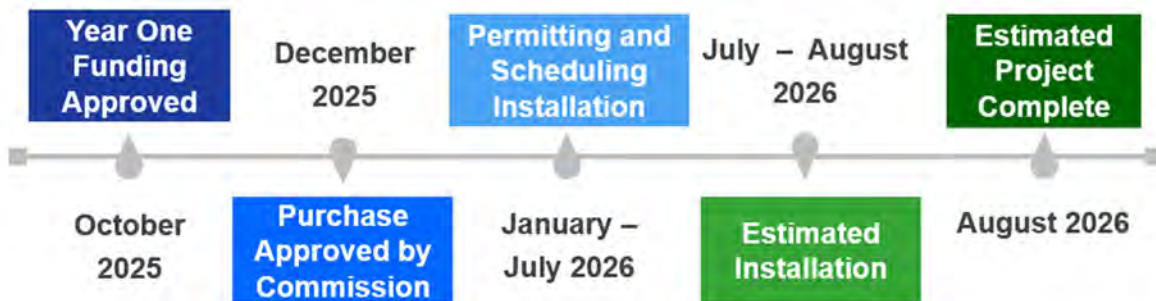 Year One
Funding
Approved
October
2025
December
2025
Purchase
Approved by
Commission
Permitting and
Scheduling
Installation
January –
July 2026
July – August
2026
Estimated
Installation
Estimated
Project
Complete
August 2026